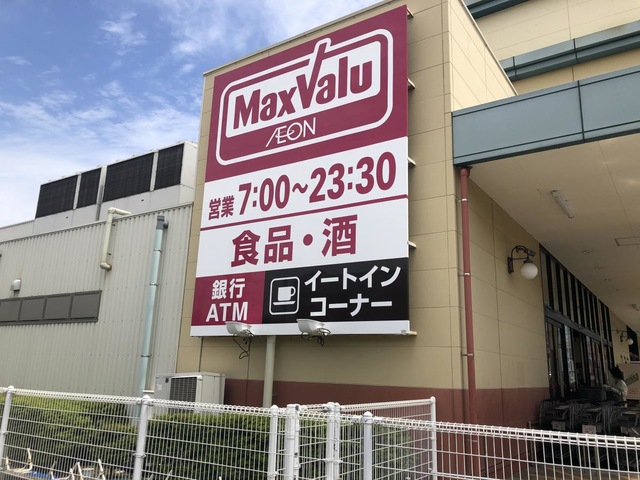 MaxValu
ÆON
営業 7:00～23:30
食品・酒
銀行
ATM
イートイン
コーナー